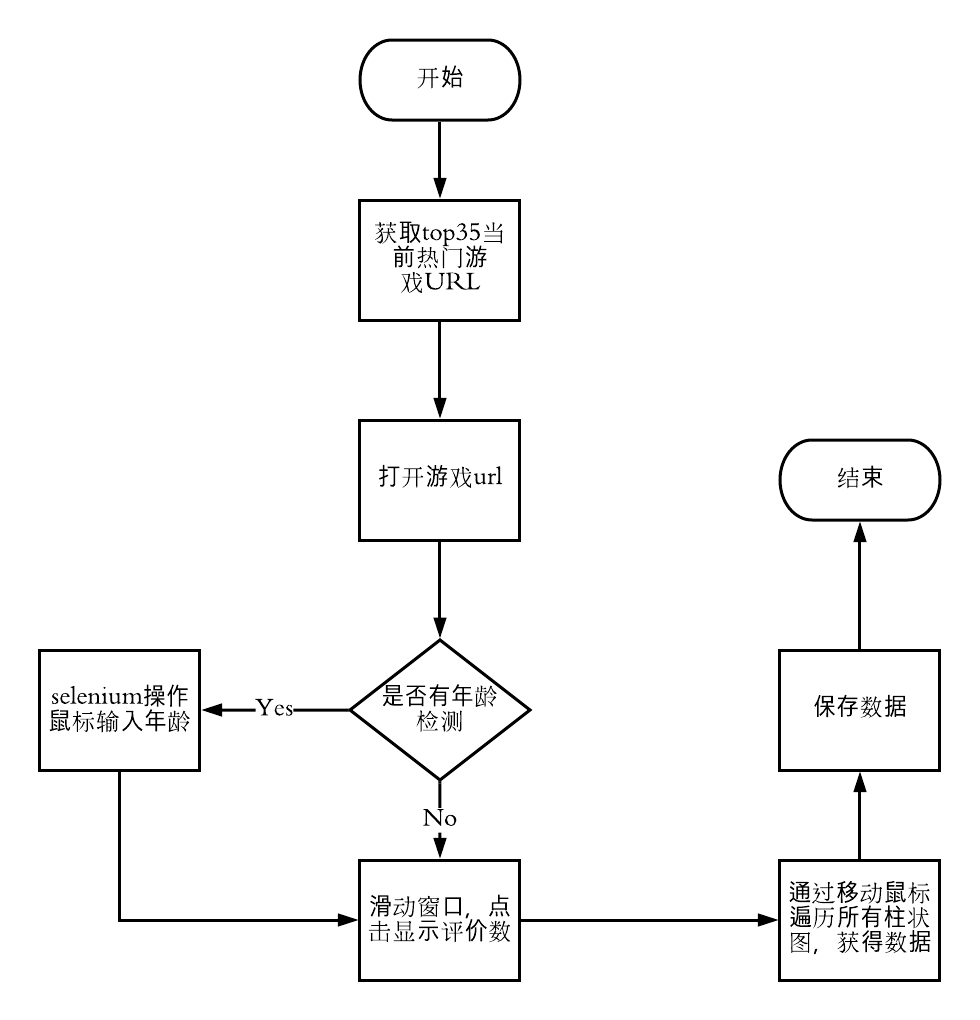 开始
获取top35当
前热门游
戏URL
打开游戏url
是否有年龄
检测
Yes
selenium操作
鼠标输入年龄
No
滑动窗口，点
击显示评价数
通过移动鼠标
遍历所有柱状
图，获得数据
保存数据
结束